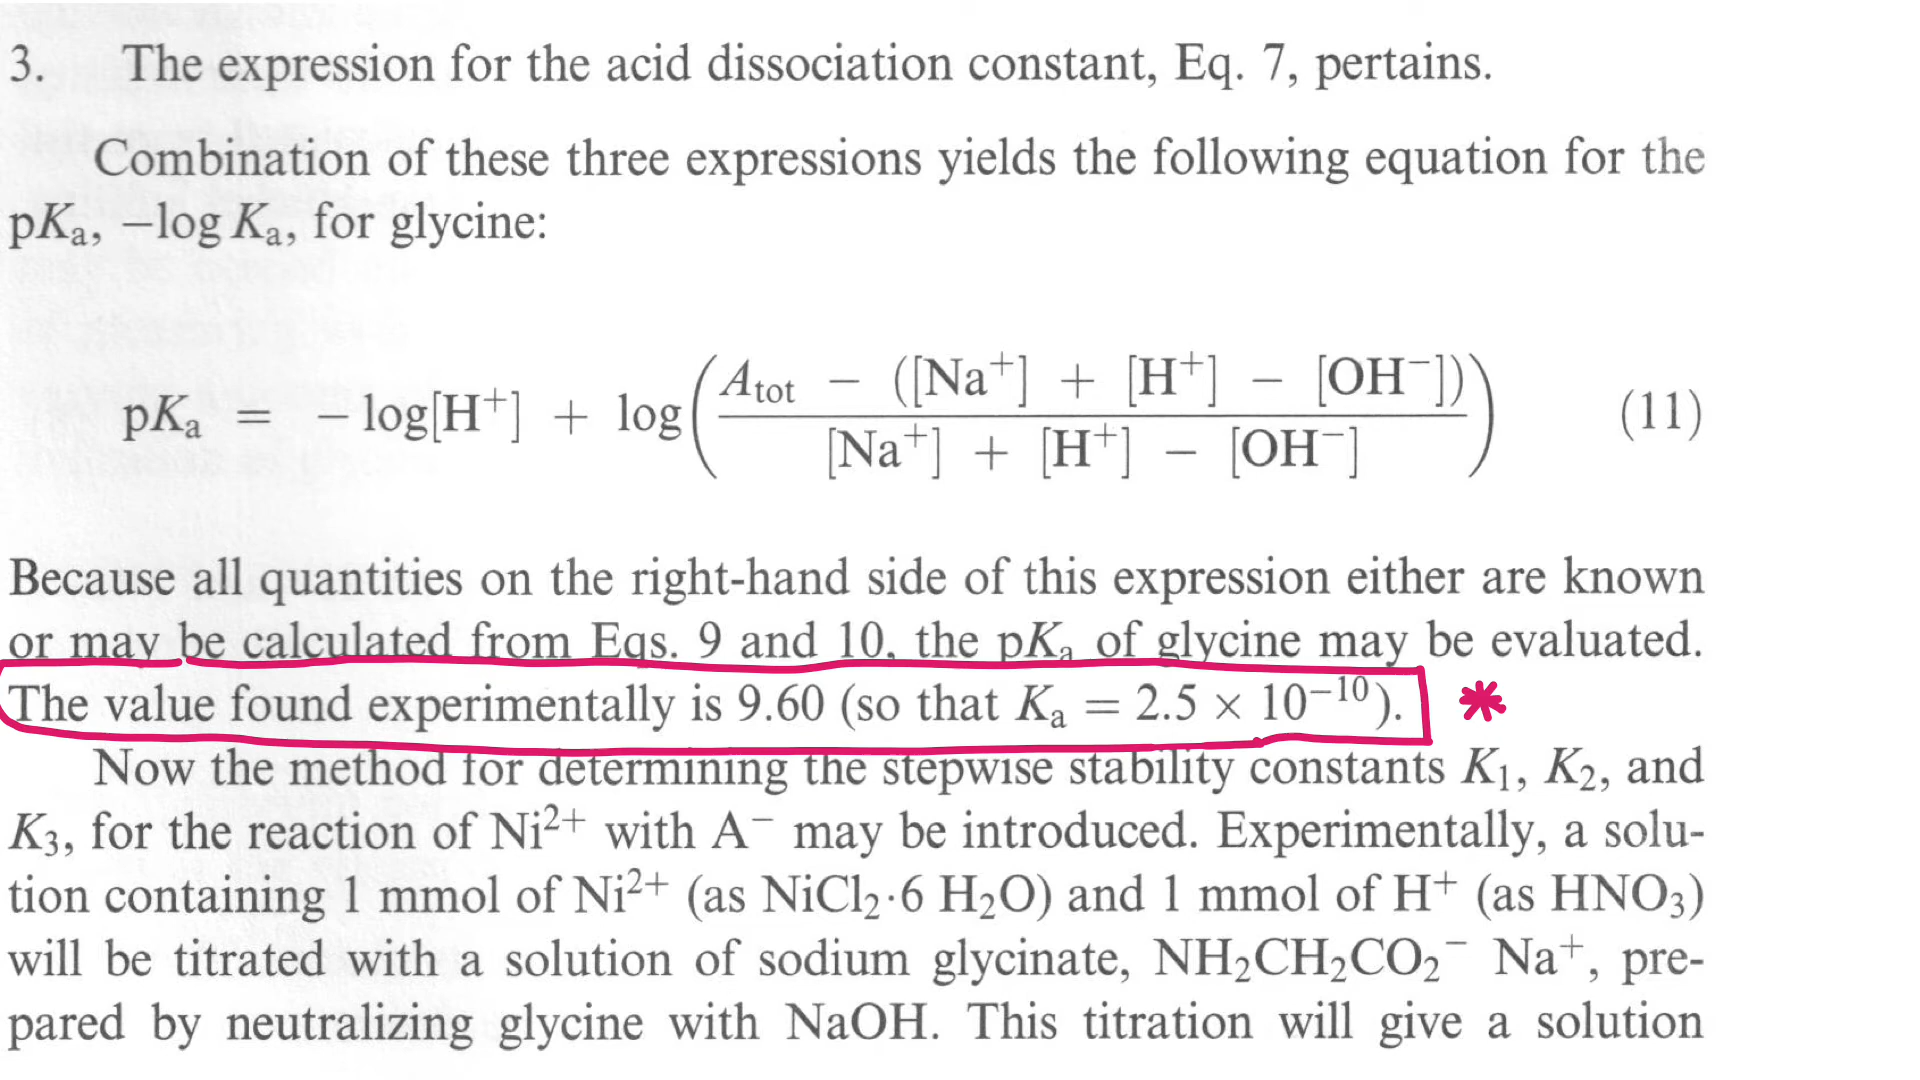 3. The expression for the acid dissociation constant, Eq. 7, pertains.
Combination of these three expressions yields the following equation for the
pKₐ, −log Kₐ, for glycine:
pKₐ = − log[H⁺] + log( (Aₜₒₜ − ([Na⁺] + [H⁺] − [OH⁻])) / ([Na⁺] + [H⁺] − [OH⁻]) ) (11)
Because all quantities on the right-hand side of this expression either are known
or may be calculated from Eqs. 9 and 10, the pKₐ of glycine may be evaluated.
The value found experimentally is 9.60 (so that Kₐ = 2.5 × 10⁻¹⁰). *
Now the method for determining the stepwise stability constants K₁, K₂, and
K₃, for the reaction of Ni²⁺ with A⁻ may be introduced. Experimentally, a solu-
tion containing 1 mmol of Ni²⁺ (as NiCl₂·6 H₂O) and 1 mmol of H⁺ (as HNO₃)
will be titrated with a solution of sodium glycinate, NH₂CH₂CO₂⁻ Na⁺, pre-
pared by neutralizing glycine with NaOH. This titration will give a solution